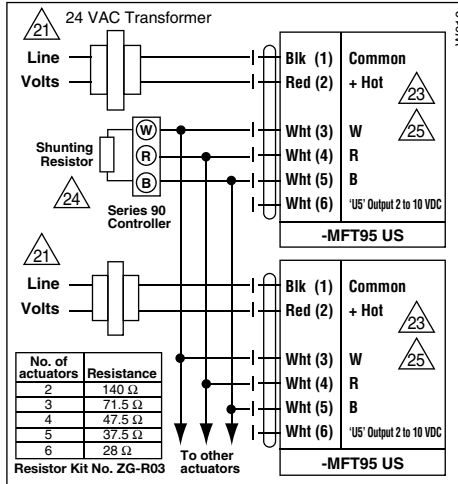 21
24 VAC Transformer
Line
Volts
Blk (1) Common
Red (2) + Hot
23
Wht (3) W
25
Wht (4) R
Wht (5) B
Wht (6) 'U5' Output 2 to 10 VDC
-MFT95 US
Shunting
Resistor
24
W
R
B
Series 90
Controller
21
Line
Volts
Blk (1) Common
Red (2) + Hot
23
Wht (3) W
25
Wht (4) R
Wht (5) B
Wht (6) 'U5' Output 2 to 10 VDC
-MFT95 US
No. of
actuators Resistance
2 140 Ω
3 71.5 Ω
4 47.5 Ω
5 37.5 Ω
6 28 Ω
Resistor Kit No. ZG-R03
To other
actuators